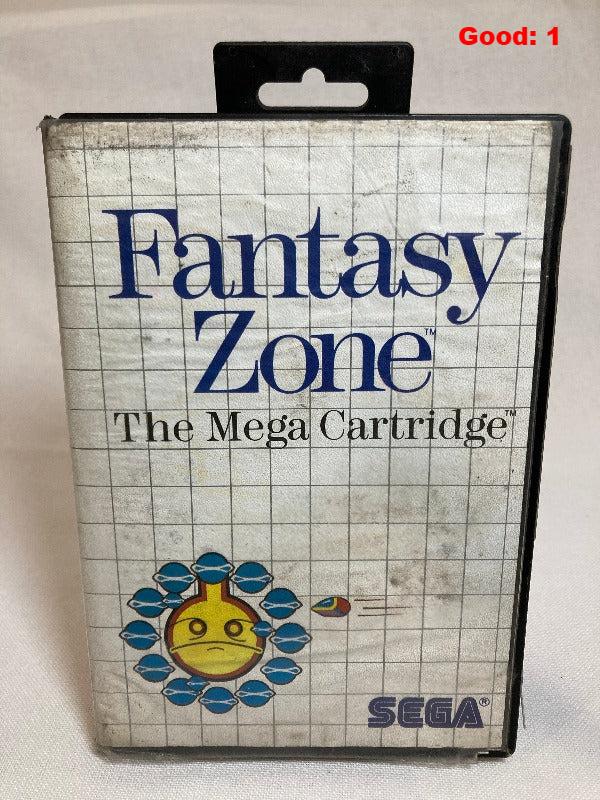 Good: 1
Fantasy
Zone™
The Mega Cartridge™
SEGA®